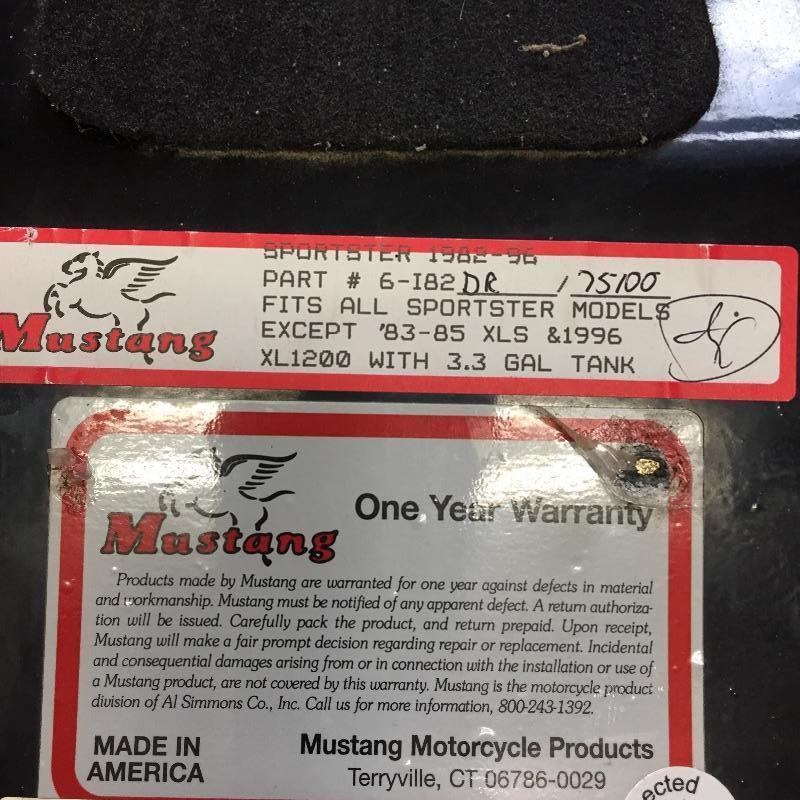 SPORTSTER 1982-96
PART # 6-I82 DR / 75100
FITS ALL SPORTSTER MODELS
EXCEPT '83-85 XLS &1996
XL1200 WITH 3.3 GAL TANK
Mustang
Mustang
One Year Warranty
Products made by Mustang are warranted for one year against defects in material
and workmanship. Mustang must be notified of any apparent defect. A return authoriza-
tion will be issued. Carefully pack the product, and return prepaid. Upon receipt,
Mustang will make a fair prompt decision regarding repair or replacement. Incidental
and consequential damages arising from or in connection with the installation or use of
a Mustang product, are not covered by this warranty. Mustang is the motorcycle product
division of Al Simmons Co., Inc. Call us for more information, 800-243-1392.
MADE IN
AMERICA
Mustang Motorcycle Products
Terryville, CT 06786-0029
ected